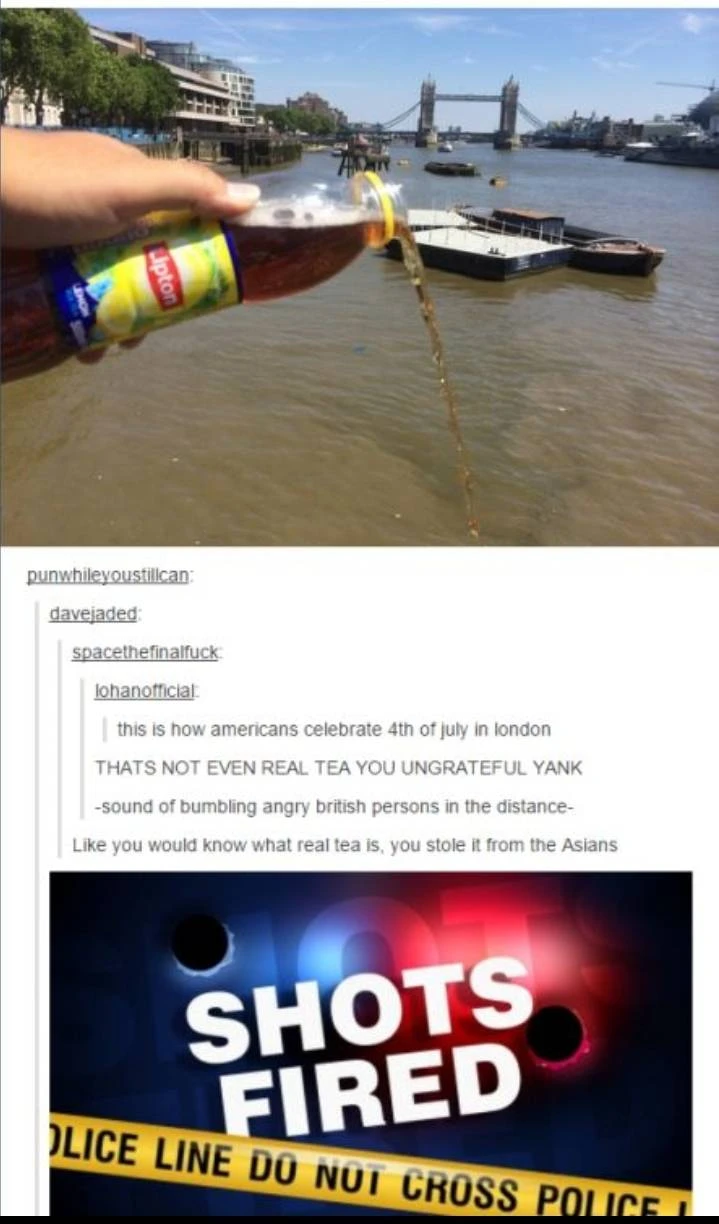 Lipton
LEMON
punwhileyoustillcan:
davejaded:
spacethefinalfuck:
lohanofficial:
this is how americans celebrate 4th of july in london
THATS NOT EVEN REAL TEA YOU UNGRATEFUL YANK
-sound of bumbling angry british persons in the distance-
Like you would know what real tea is, you stole it from the Asians
SHOTS
FIRED
OLICE LINE DO NOT CROSS POLICE L